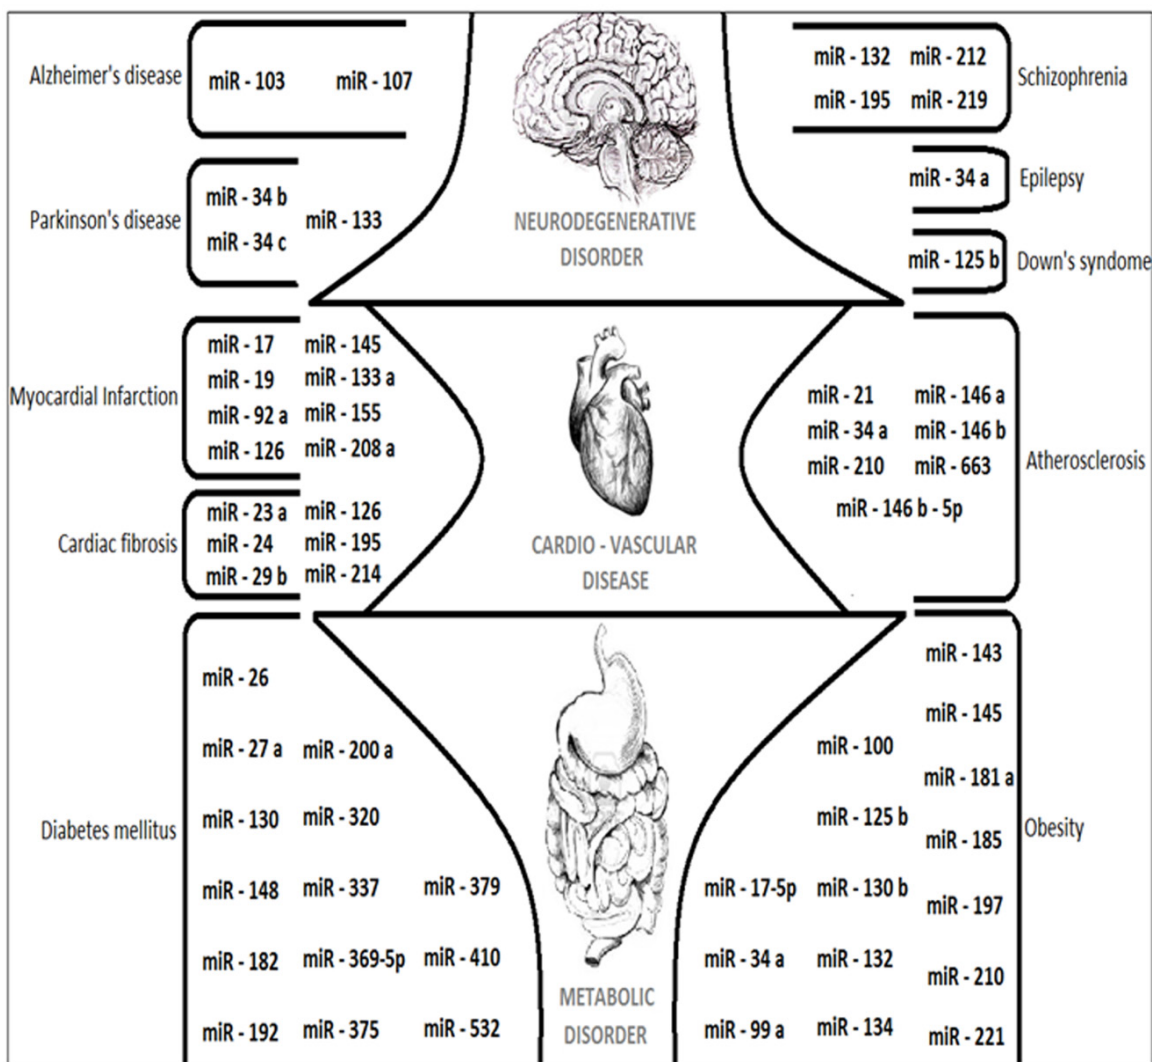 Alzheimer's disease
miR - 103 miR - 107
Parkinson's disease
miR - 34 b
miR - 133
miR - 34 c
NEURODEGENERATIVE
DISORDER
miR - 132 miR - 212
miR - 195 miR - 219
Schizophrenia
miR - 34 a
Epilepsy
miR - 125 b
Down's syndome
Myocardial Infarction
miR - 17 miR - 145
miR - 19 miR - 133 a
miR - 92 a miR - 155
miR - 126 miR - 208 a
Cardiac fibrosis
miR - 23 a miR - 126
miR - 24 miR - 195
miR - 29 b miR - 214
CARDIO - VASCULAR
DISEASE
miR - 21 miR - 146 a
miR - 34 a miR - 146 b
miR - 210 miR - 663
miR - 146 b - 5p
Atherosclerosis
Diabetes mellitus
miR - 26
miR - 27 a miR - 200 a
miR - 130 miR - 320
miR - 148 miR - 337 miR - 379
miR - 182 miR - 369-5p miR - 410
miR - 192 miR - 375 miR - 532
METABOLIC
DISORDER
miR - 143
miR - 145
miR - 100
miR - 181 a
miR - 125 b
miR - 185
miR - 17-5p miR - 130 b
miR - 197
miR - 34 a miR - 132
miR - 210
miR - 99 a miR - 134
miR - 221
Obesity